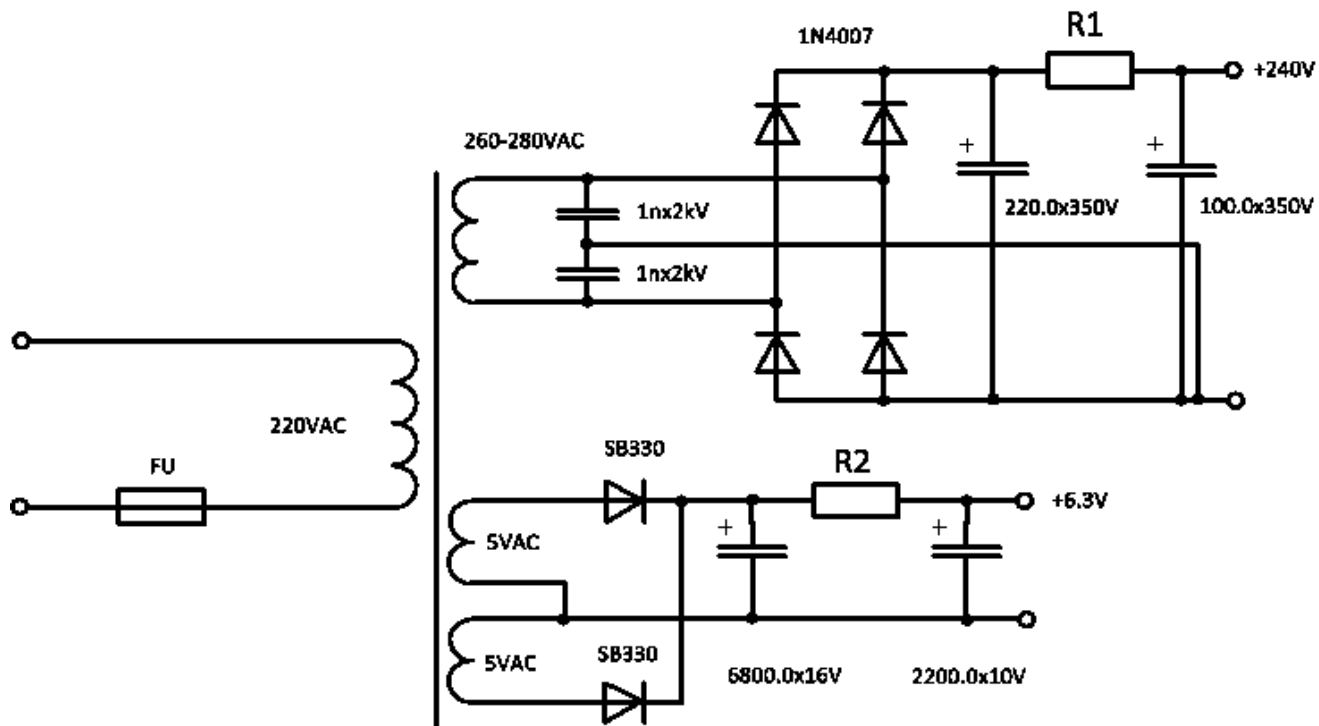 1N4007
R1
+240V
260-280VAC
+
+
1nx2kV
220.0x350V
100.0x350V
1nx2kV
220VAC
FU
SB330
R2
+6.3V
+
+
5VAC
5VAC
SB330
6800.0x16V
2200.0x10V